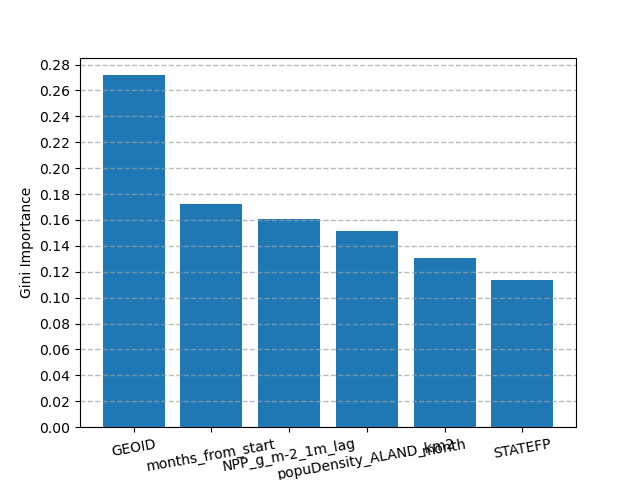 0.28
0.26
0.24
0.22
0.20
0.18
0.16
0.14
0.12
0.10
0.08
0.06
0.04
0.02
0.00
Gini Importance
GEOID
months_from_start
NPP_g_m-2_1m_lag
popuDensity_ALAND_km2
month
STATEFP